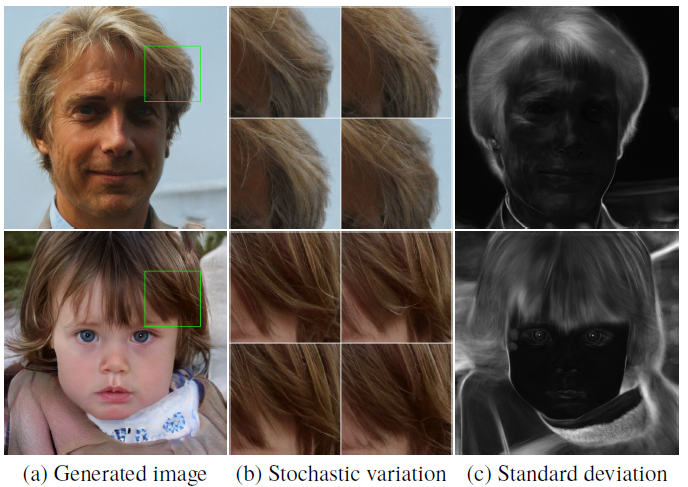 (a) Generated image (b) Stochastic variation (c) Standard deviation